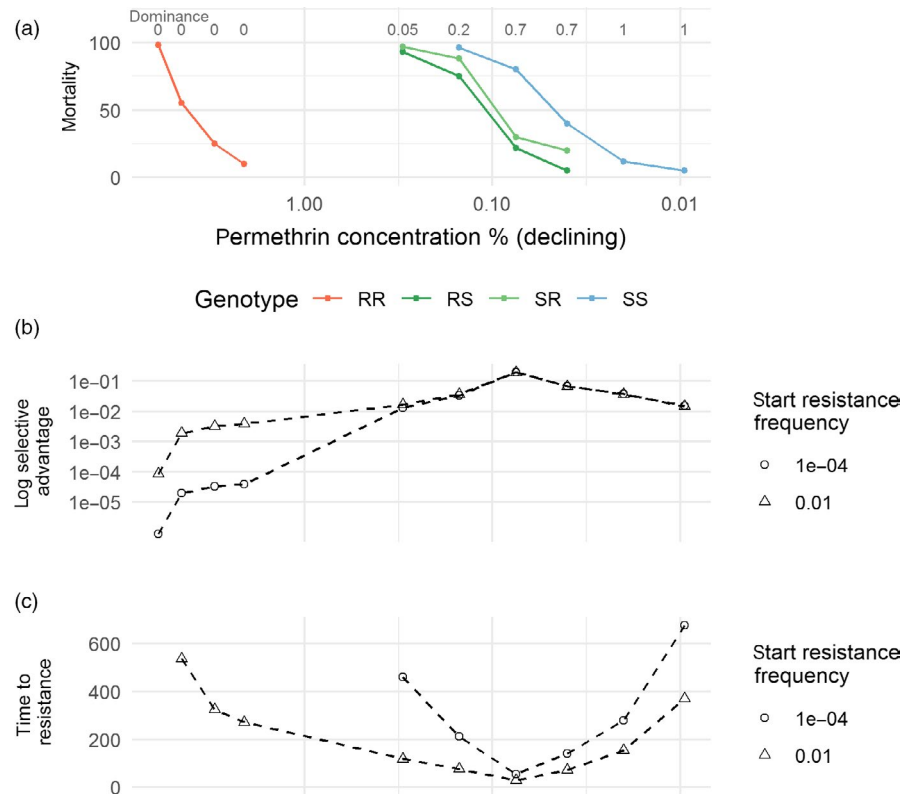 (a)
Dominance
0 0 0 0 0.05 0.2 0.7 0.7 1 1
100
50
0
Mortality
1.00 0.10 0.01
Permethrin concentration % (declining)
Genotype RR RS SR SS
(b)
1e−01
1e−02
1e−03
1e−04
1e−05
Log selective
advantage
Start resistance
frequency
1e−04
0.01
(c)
600
400
200
0
Time to
resistance
Start resistance
frequency
1e−04
0.01